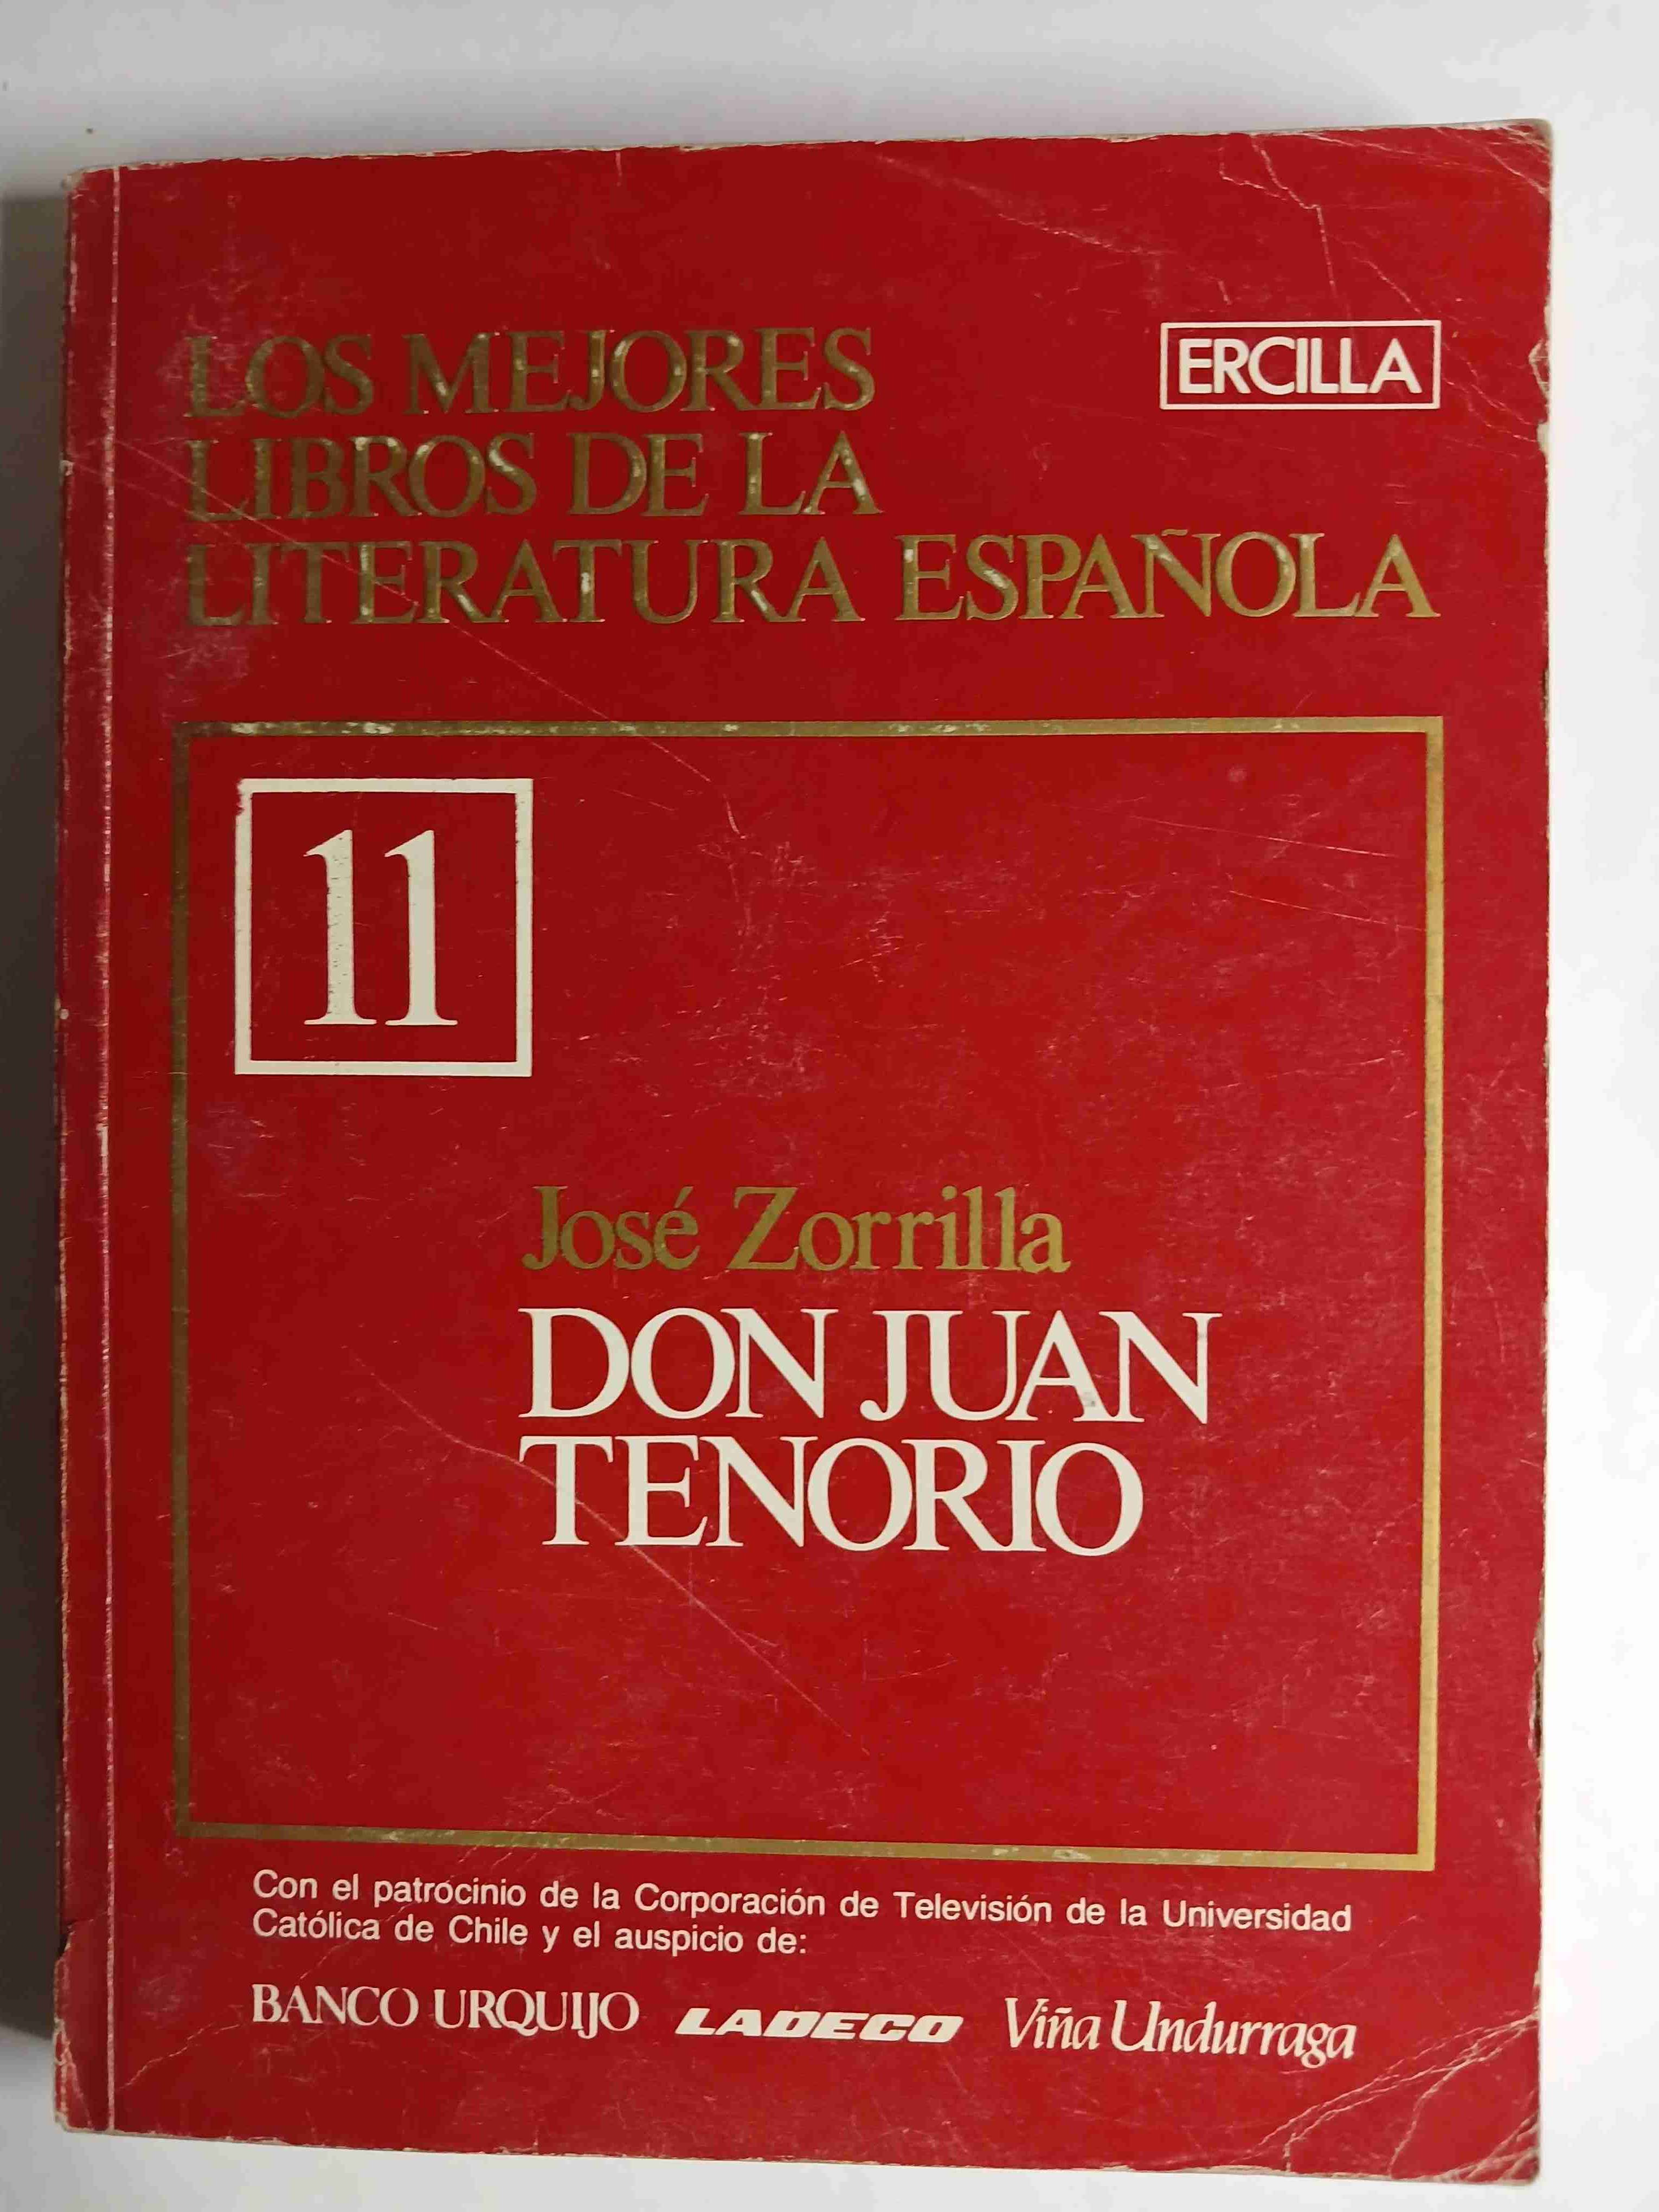 LOS MEJORES
LIBROS DE LA
LITERATURA ESPAÑOLA
ERCILLA
11
José Zorrilla
DON JUAN
TENORIO
Con el patrocinio de la Corporación de Televisión de la Universidad
Católica de Chile y el auspicio de:
BANCO URQUIJO LADECO Viña Undurraga